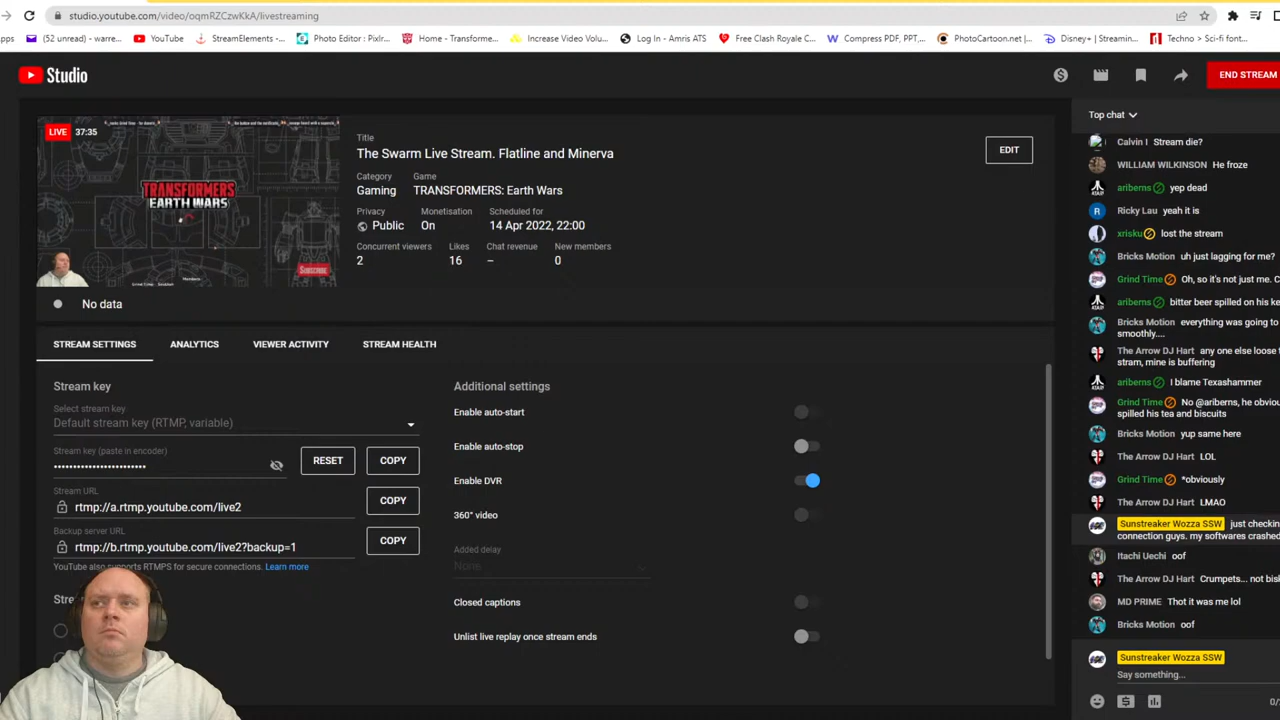 studio.youtube.com/video/oqmRZCzwKkA/livestreaming
pps (52 unread) - warre... YouTube StreamElements -... Photo Editor : Pixlr... Home - Transforme... Increase Video Volu... Log In - Amris ATS Free Clash Royale C... Compress PDF, PPT,... PhotoCartoon.net |... Disney+ | Streamin... Techno > Sci-fi font...
Studio
END STREAM
LIVE 37:35
TRANSFORMERS
EARTH WARS
SUBSCRIBE
Title
The Swarm Live Stream. Flatline and Minerva
EDIT
Category Game
Gaming TRANSFORMERS: Earth Wars
Privacy Monetisation Scheduled for
Public On 14 Apr 2022, 22:00
Concurrent viewers Likes Chat revenue New members
2 16 – 0
No data
STREAM SETTINGS ANALYTICS VIEWER ACTIVITY STREAM HEALTH
Stream key
Select stream key
Default stream key (RTMP, variable)
Stream key (paste in encoder)
•••••••••••••••••••••••• RESET COPY
Stream URL
rtmp://a.rtmp.youtube.com/live2 COPY
Backup server URL
rtmp://b.rtmp.youtube.com/live2?backup=1 COPY
YouTube also supports RTMPS for secure connections. Learn more
Additional settings
Enable auto-start
Enable auto-stop
Enable DVR
360° video
Added delay
None
Closed captions
Unlist live replay once stream ends
Top chat
Calvin I Stream die?
WILLIAM WILKINSON He froze
aribems yep dead
Ricky Lau yeah it is
xrisku lost the stream
Bricks Motion uh just lagging for me?
Grind Time Oh, so it's not just me. C
aribems bitter beer spilled on his ke
Bricks Motion everything was going to
smoothly....
The Arrow DJ Hart any one else loose t
stram, mine is buffering
aribems I blame Texashammer
Grind Time No @aribems, he obviou
spilled his tea and biscuits
Bricks Motion yup same here
The Arrow DJ Hart LOL
Grind Time *obviously
The Arrow DJ Hart LMAO
Sunstreaker Wozza SSW just checkin
connection guys. my softwares crashed
Itachi Uechi oof
The Arrow DJ Hart Crumpets... not bisk
MD PRIME Thot it was me lol
Bricks Motion oof
Sunstreaker Wozza SSW
Say something...
0/